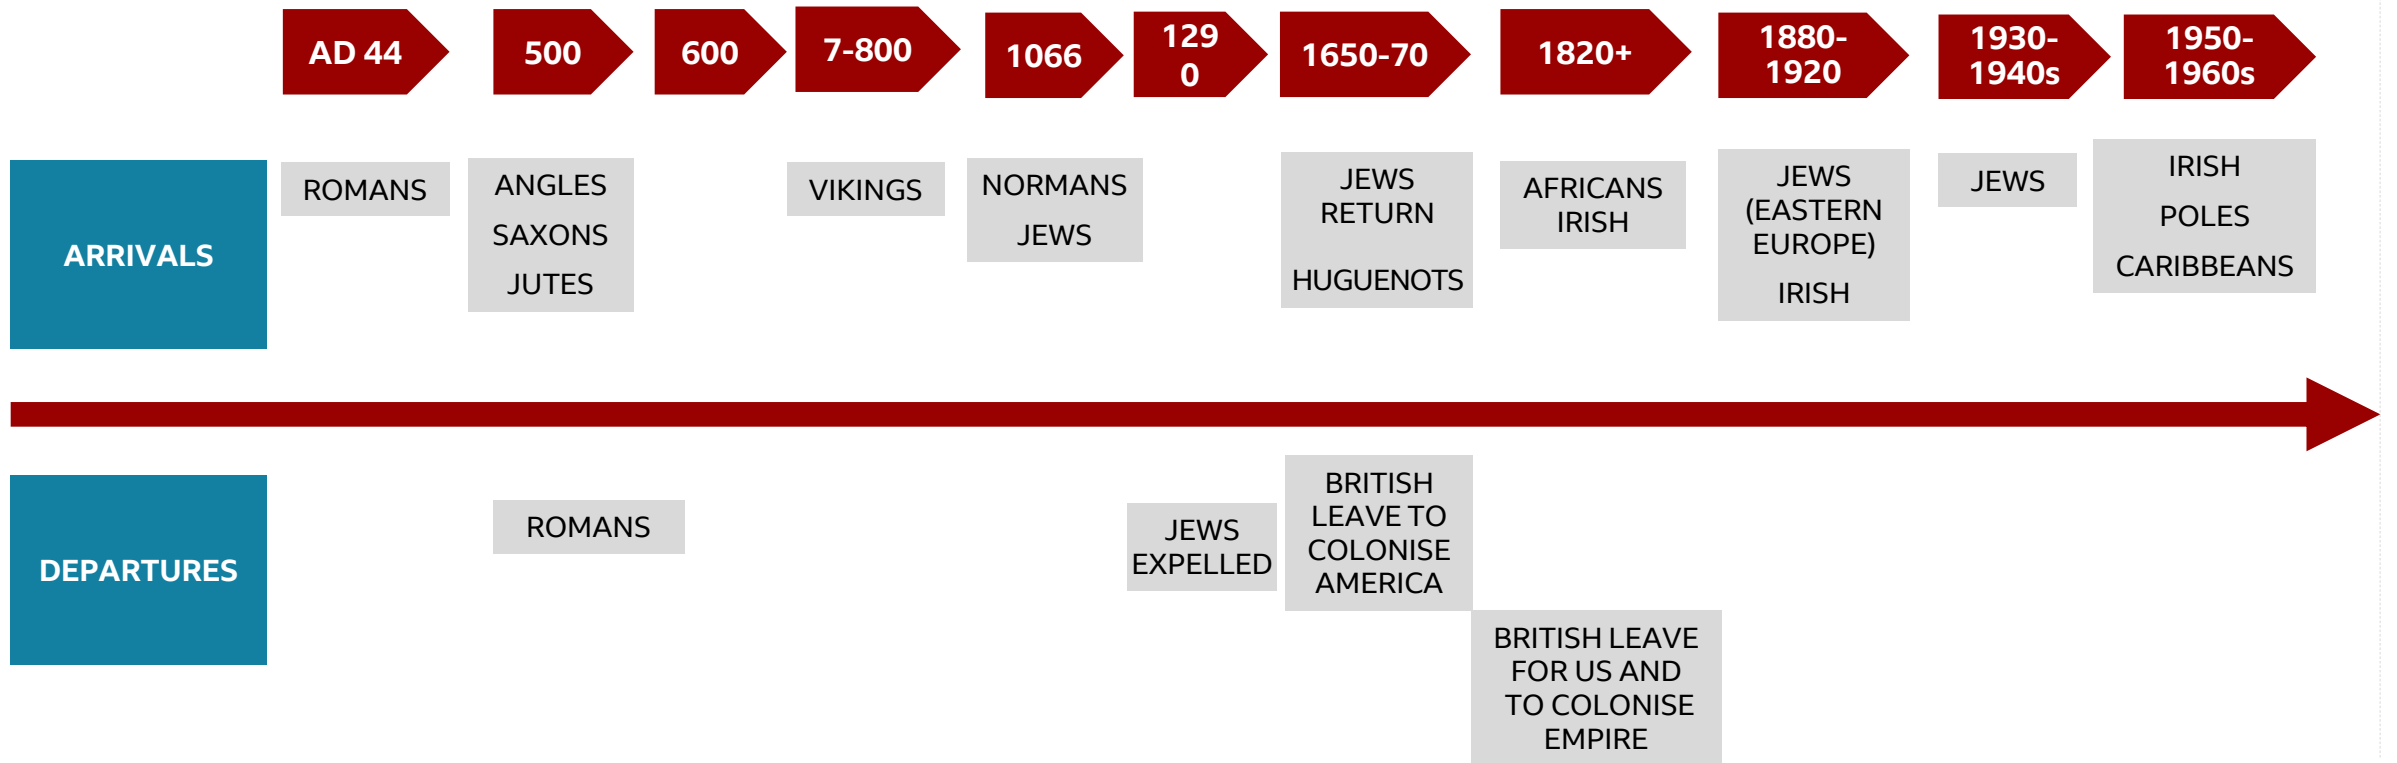 AD 44
500
600
7-800
1066
129
0
1650-70
1820+
1880-
1920
1930-
1940s
1950-
1960s
ARRIVALS
ROMANS
ANGLES
SAXONS
JUTES
VIKINGS
NORMANS
JEWS
JEWS
RETURN
HUGUENOTS
AFRICANS
IRISH
JEWS
(EASTERN
EUROPE)
IRISH
JEWS
IRISH
POLES
CARIBBEANS
DEPARTURES
ROMANS
JEWS
EXPELLED
BRITISH
LEAVE TO
COLONISE
AMERICA
BRITISH LEAVE
FOR US AND
TO COLONISE
EMPIRE